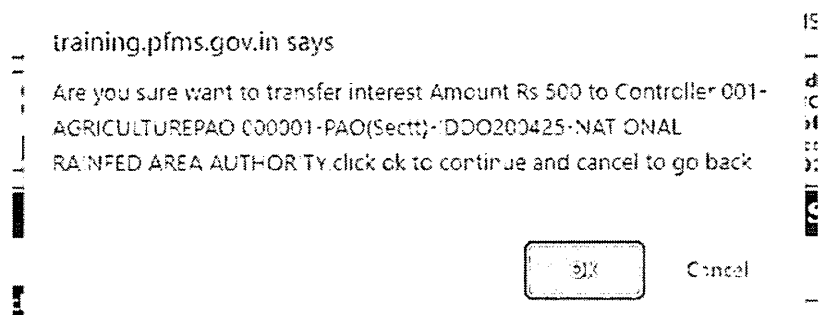 training.pfms.gov.in says
Are you sure want to transfer interest Amount Rs 500 to Controller 001-
AGRICULTUREPAO 000001-PAO(Sectt)-'DDO200425-NATIONAL
RAINFED AREA AUTHORITY.click ok to continue and cancel to go back
OK Cancel